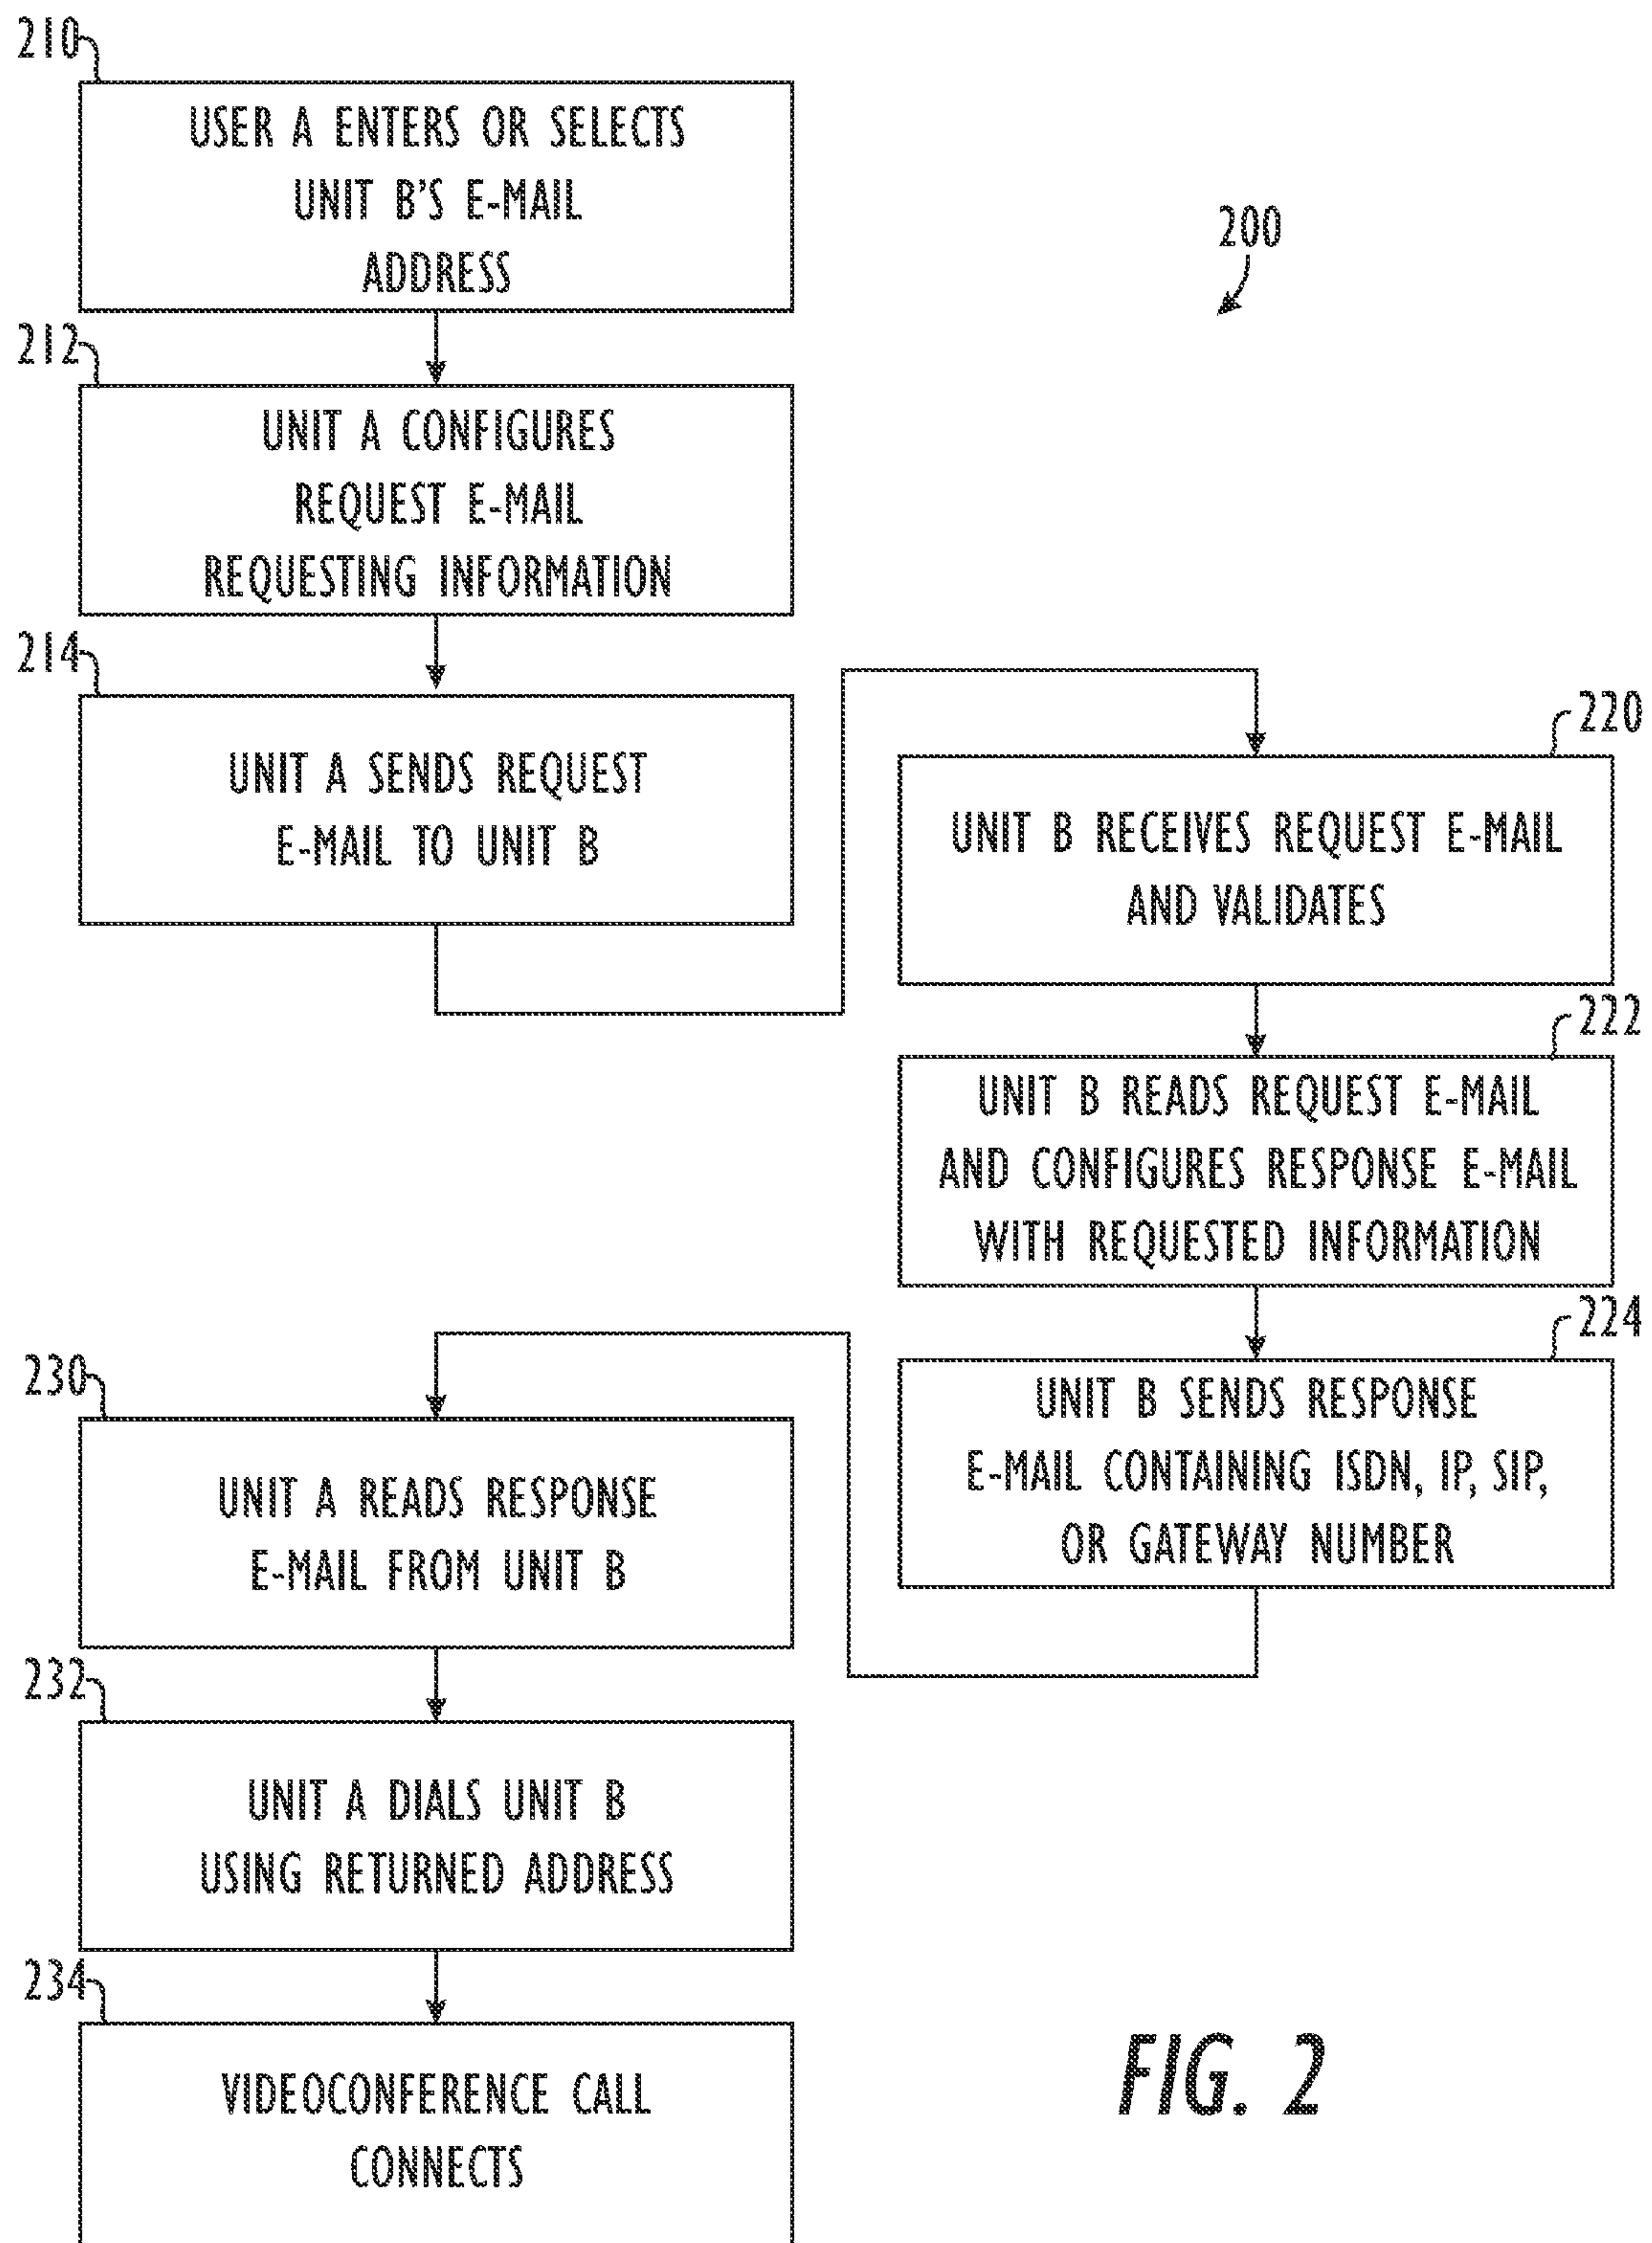 210
USER A ENTERS OR SELECTS
UNIT B'S E-MAIL
ADDRESS
200
212
UNIT A CONFIGURES
REQUEST E-MAIL
REQUESTING INFORMATION
214
UNIT A SENDS REQUEST
E-MAIL TO UNIT B
220
UNIT B RECEIVES REQUEST E-MAIL
AND VALIDATES
222
UNIT B READS REQUEST E-MAIL
AND CONFIGURES RESPONSE E-MAIL
WITH REQUESTED INFORMATION
224
UNIT B SENDS RESPONSE
E-MAIL CONTAINING ISDN, IP, SIP,
OR GATEWAY NUMBER
230
UNIT A READS RESPONSE
E-MAIL FROM UNIT B
232
UNIT A DIALS UNIT B
USING RETURNED ADDRESS
234
VIDEOCONFERENCE CALL
CONNECTS
FIG. 2